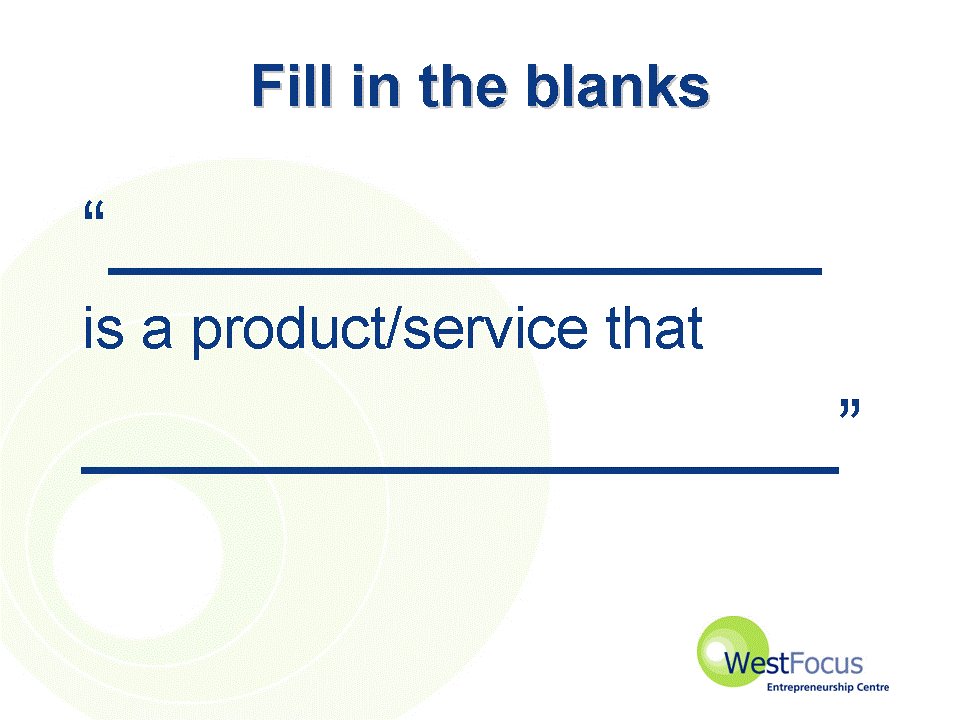 Fill in the blanks
“
is a product/service that
”
WestFocus
Entrepreneurship Centre